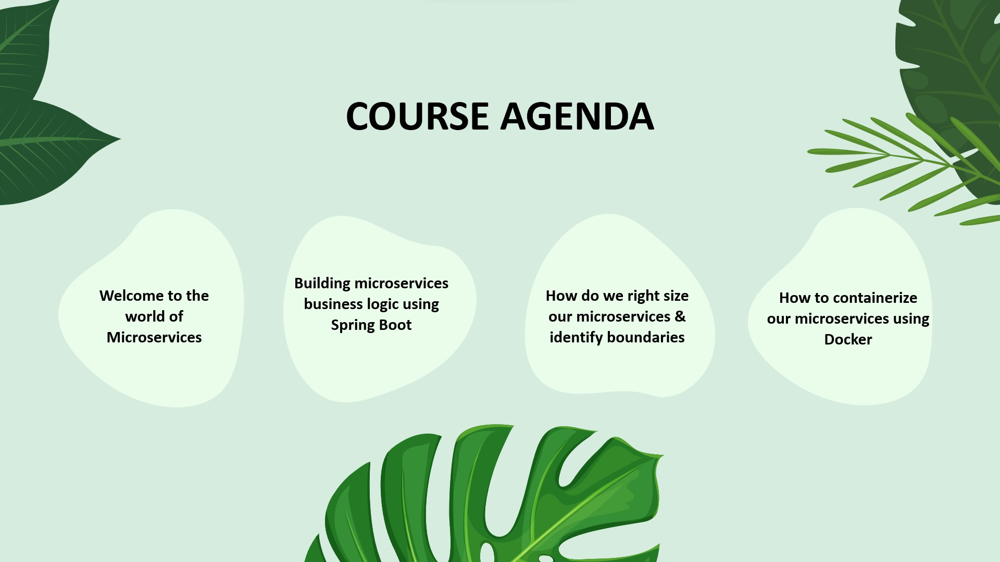 COURSE AGENDA
Welcome to the
world of
Microservices
Building microservices
business logic using
Spring Boot
How do we right size
our microservices &
identify boundaries
How to containerize
our microservices using
Docker